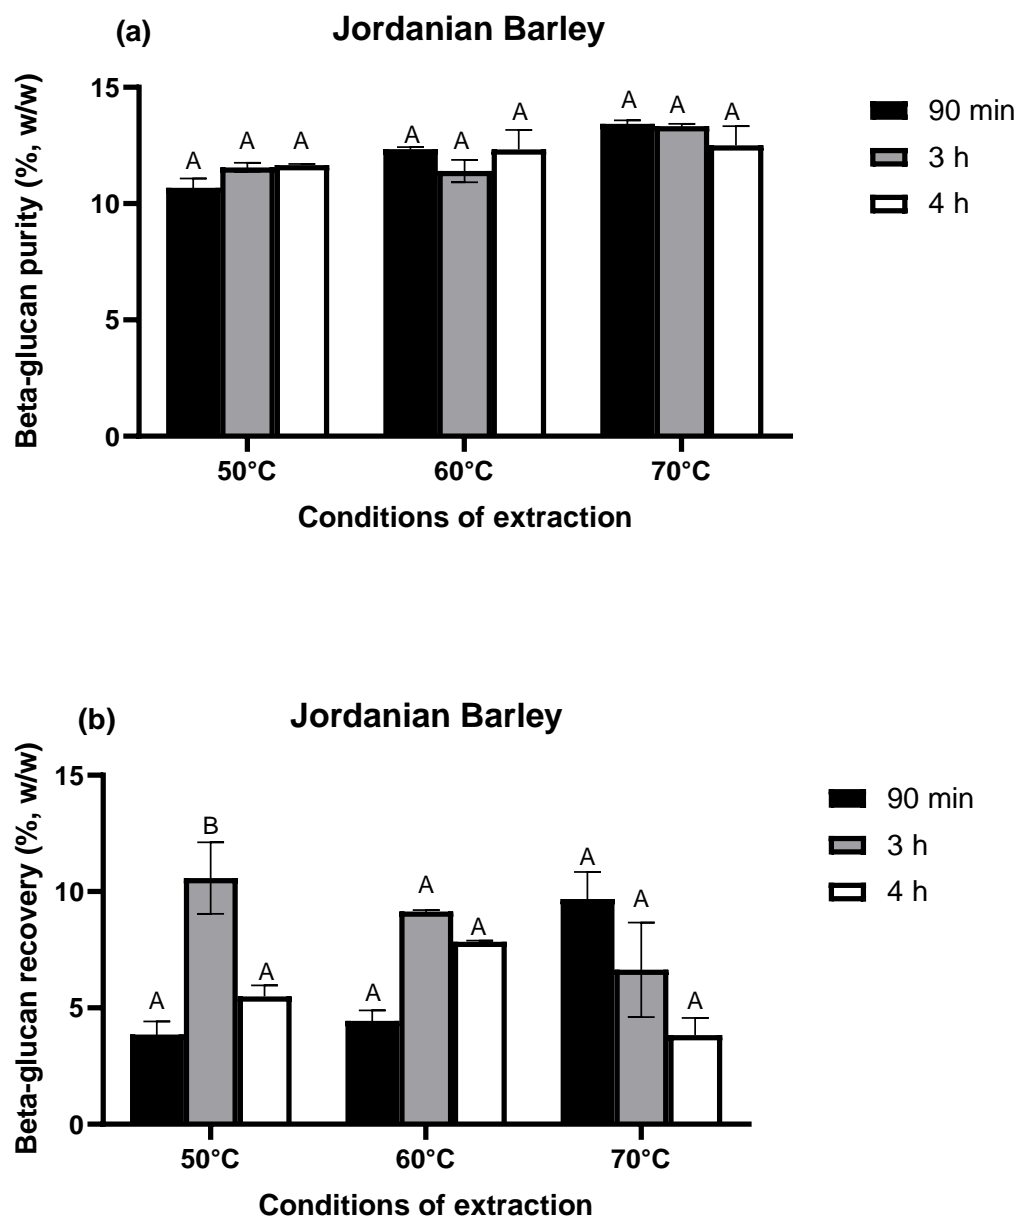 (a)
Jordanian Barley
Beta-glucan purity (%, w/w)
15
10
5
0
A
A
A
A
A
A
A
A
A
50°C
60°C
70°C
Conditions of extraction
90 min
3 h
4 h
(b)
Jordanian Barley
Beta-glucan recovery (%, w/w)
15
10
5
0
A
B
A
A
A
A
A
A
A
50°C
60°C
70°C
Conditions of extraction
90 min
3 h
4 h